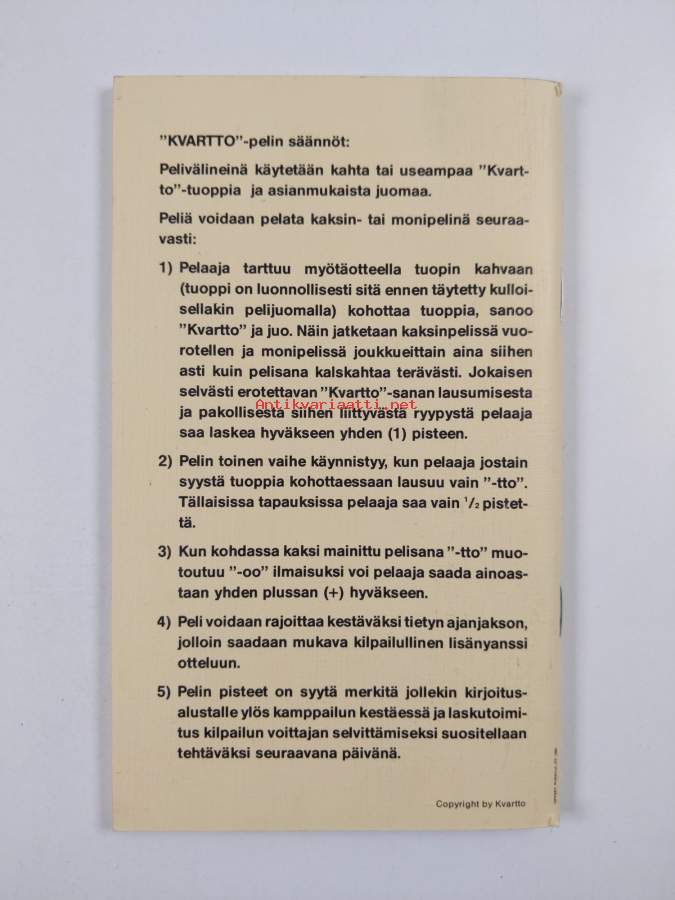 "KVARTTO"-pelin säännöt:
Pelivälineinä käytetään kahta tai useampaa "Kvart-
to"-tuoppia ja asianmukaista juomaa.
Peliä voidaan pelata kaksin- tai monipelinä seuraa-
vasti:
1) Pelaaja tarttuu myötäotteella tuopin kahvaan
(tuoppi on luonnollisesti sitä ennen täytetty kulloi-
sellakin pelijuomalla) kohottaa tuoppia, sanoo
"Kvartto" ja juo. Näin jatketaan kaksinpelissä vuo-
rotellen ja monipelissä joukkueittain aina siihen
asti kuin pelisana kalskahtaa terävästi. Jokaisen
selvästi erotettavan "Kvartto"-sanan lausumisesta
Antikvariaatti.net
ja pakollisesta siihen liittyvästä ryypystä pelaaja
saa laskea hyväkseen yhden (1) pisteen.
2) Pelin toinen vaihe käynnistyy, kun pelaaja jostain
syystä tuoppia kohottaessaan lausuu vain "-tto".
Tällaisissa tapauksissa pelaaja saa vain 1/2 pistet-
tä.
3) Kun kohdassa kaksi mainittu pelisana "-tto" muo-
toutuu "-oo" ilmaisuksi voi pelaaja saada ainoas-
taan yhden plussan (+) hyväkseen.
4) Peli voidaan rajoittaa kestäväksi tietyn ajanjakson,
jolloin saadaan mukava kilpailullinen lisänyanssi
otteluun.
5) Pelin pisteet on syytä merkitä jollekin kirjoitus-
alustalle ylös kamppailun kestäessä ja laskutoimi-
tus kilpailun voittajan selvittämiseksi suositellaan
tehtäväksi seuraavana päivänä.
Copyright by Kvartto